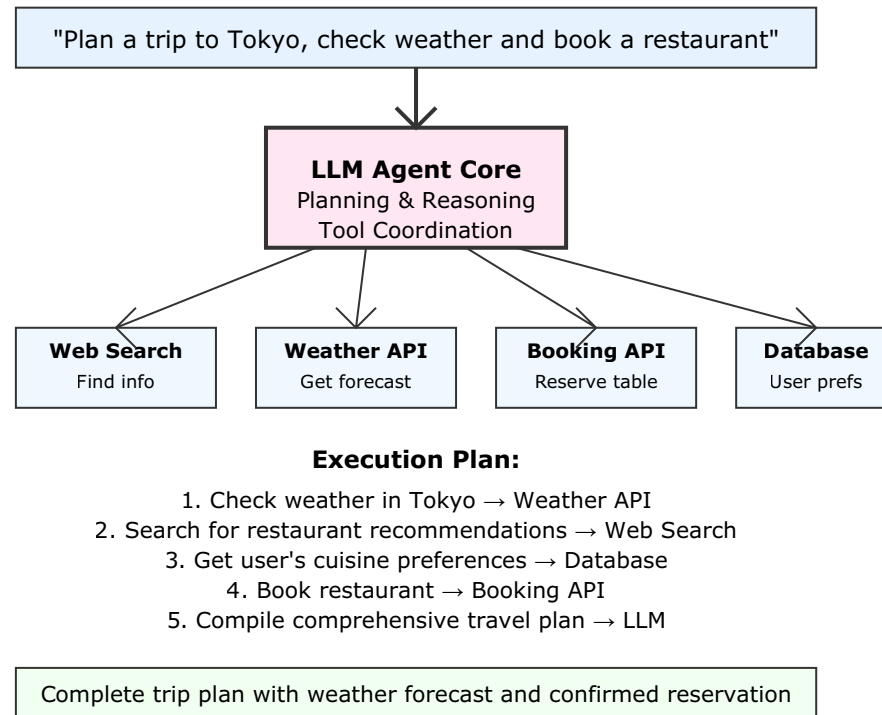 "Plan a trip to Tokyo, check weather and book a restaurant"
LLM Agent Core
Planning & Reasoning
Tool Coordination
Web Search
Find info
Weather API
Get forecast
Booking API
Reserve table
Database
User prefs
Execution Plan:
1. Check weather in Tokyo → Weather API
2. Search for restaurant recommendations → Web Search
3. Get user's cuisine preferences → Database
4. Book restaurant → Booking API
5. Compile comprehensive travel plan → LLM
Complete trip plan with weather forecast and confirmed reservation